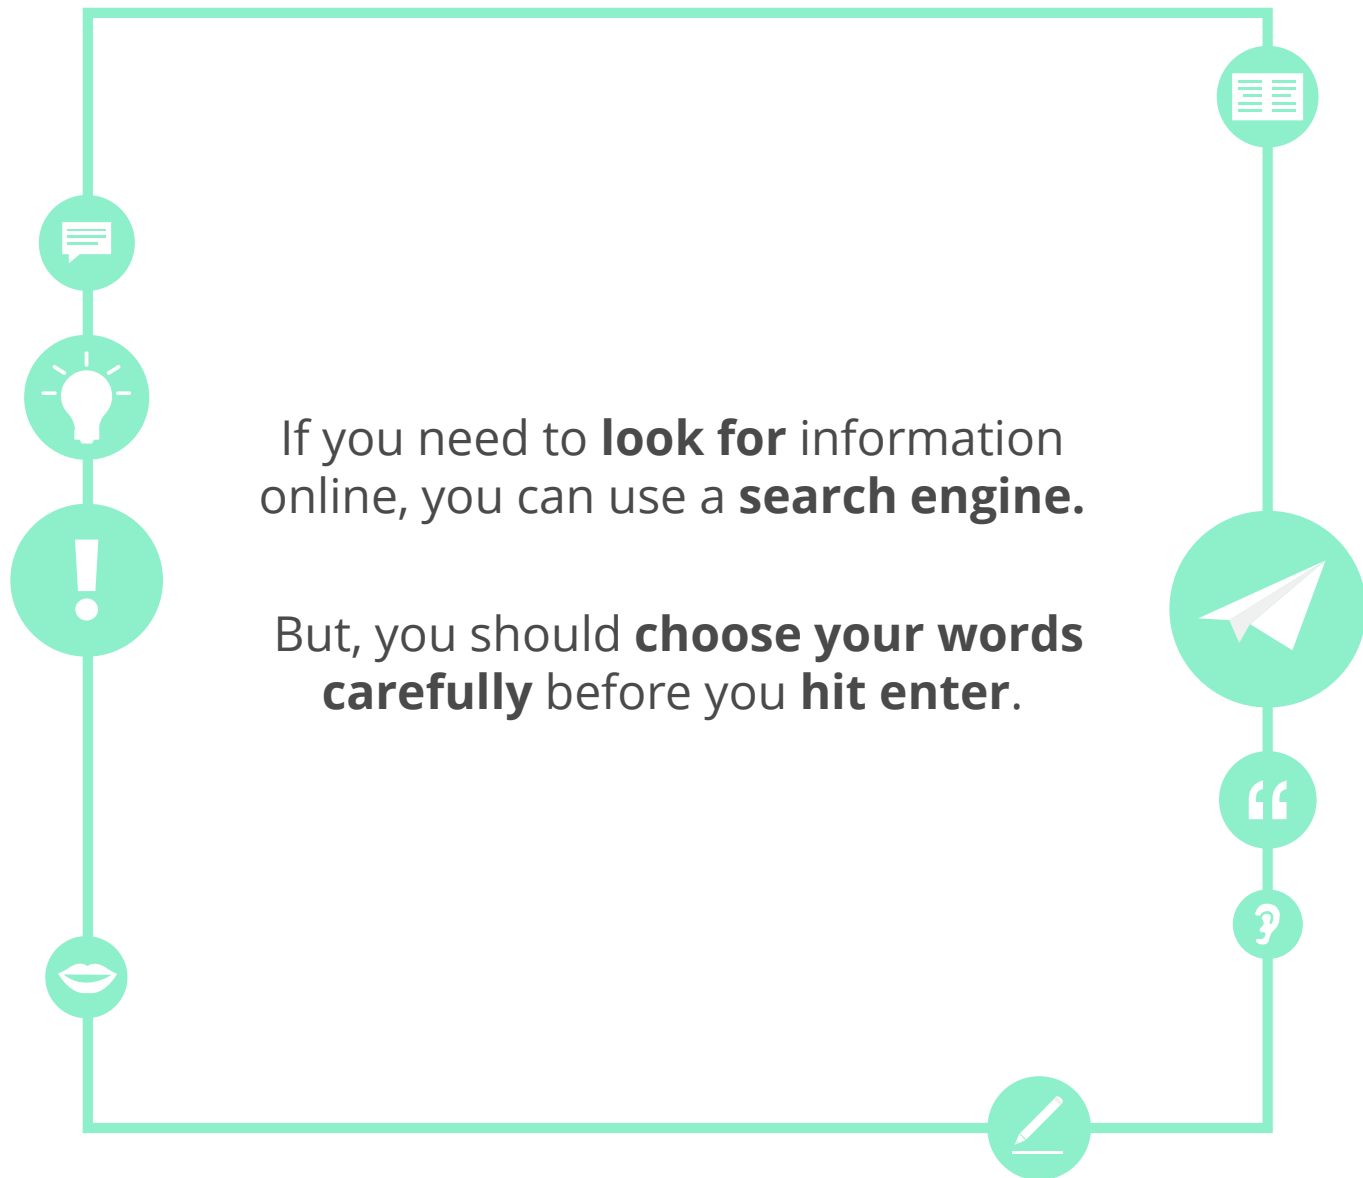 If you need to look for information
online, you can use a search engine.
But, you should choose your words
carefully before you hit enter.